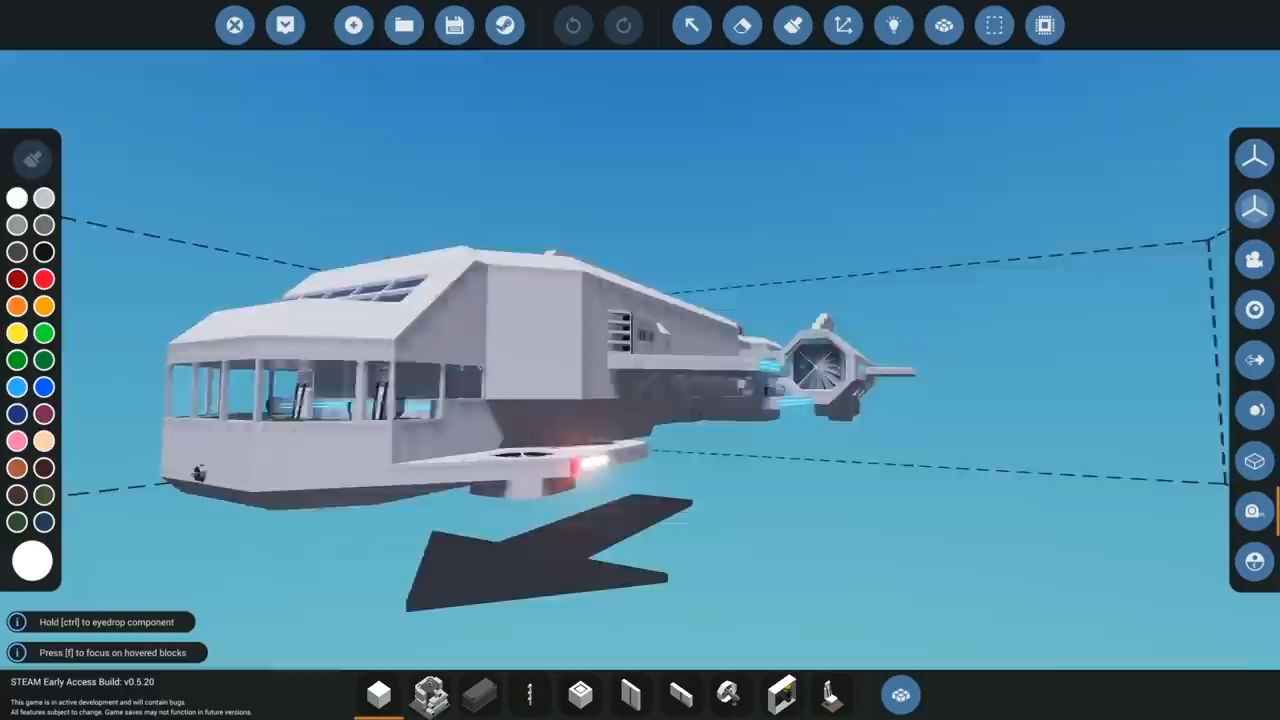 Hold [ctrl] to eyedrop component
Press [f] to focus on hovered blocks
STEAM Early Access Build: v0.5.20
This game is in active development and will contain bugs.
All features subject to change. Game saves may not function in future versions.